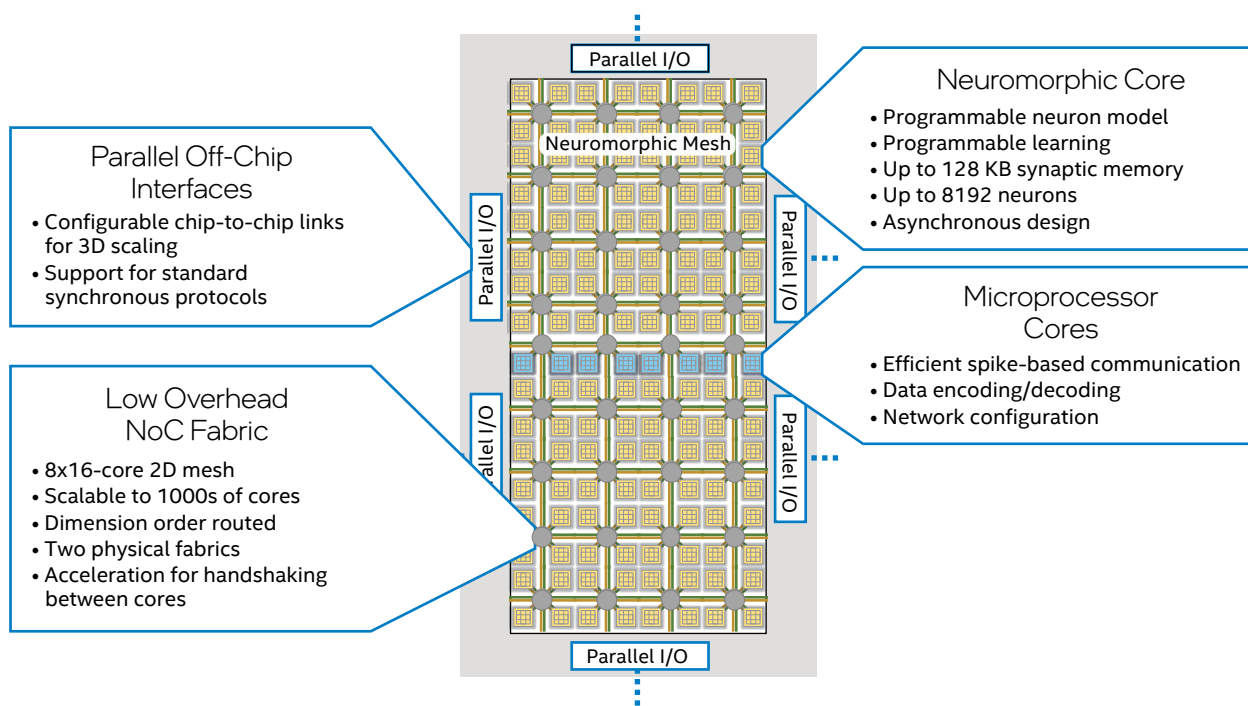 Parallel I/O
Neuromorphic Mesh
Parallel Off-Chip
Interfaces
• Configurable chip-to-chip links
for 3D scaling
• Support for standard
synchronous protocols
Parallel I/O
Low Overhead
NoC Fabric
• 8x16-core 2D mesh
• Scalable to 1000s of cores
• Dimension order routed
• Two physical fabrics
• Acceleration for handshaking
between cores
arallel I/O
Neuromorphic Core
• Programmable neuron model
• Programmable learning
• Up to 128 KB synaptic memory
• Up to 8192 neurons
• Asynchronous design
Parallel I/O
Microprocessor
Cores
• Efficient spike-based communication
• Data encoding/decoding
• Network configuration
Parallel I/O
Parallel I/O